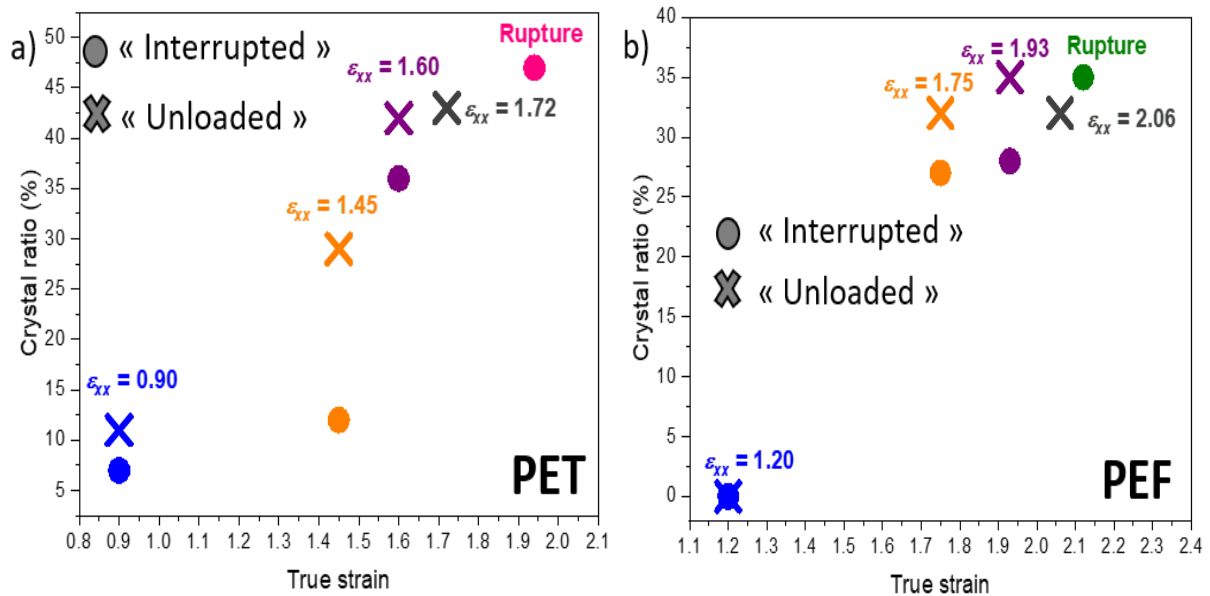 a)
« Interrupted »
« Unloaded »
Rupture
εxx = 1.60
εxx = 1.72
εxx = 1.45
εxx = 0.90
PET
Crystal ratio (%)
50
45
40
35
30
25
20
15
10
5
0.8 0.9 1.0 1.1 1.2 1.3 1.4 1.5 1.6 1.7 1.8 1.9 2.0 2.1
True strain
b)
Rupture
εxx = 1.93
εxx = 1.75
εxx = 2.06
« Interrupted »
« Unloaded »
εxx = 1.20
PEF
Crystal ratio (%)
40
35
30
25
20
15
10
5
0
1.1 1.2 1.3 1.4 1.5 1.6 1.7 1.8 1.9 2.0 2.1 2.2 2.3 2.4
True strain